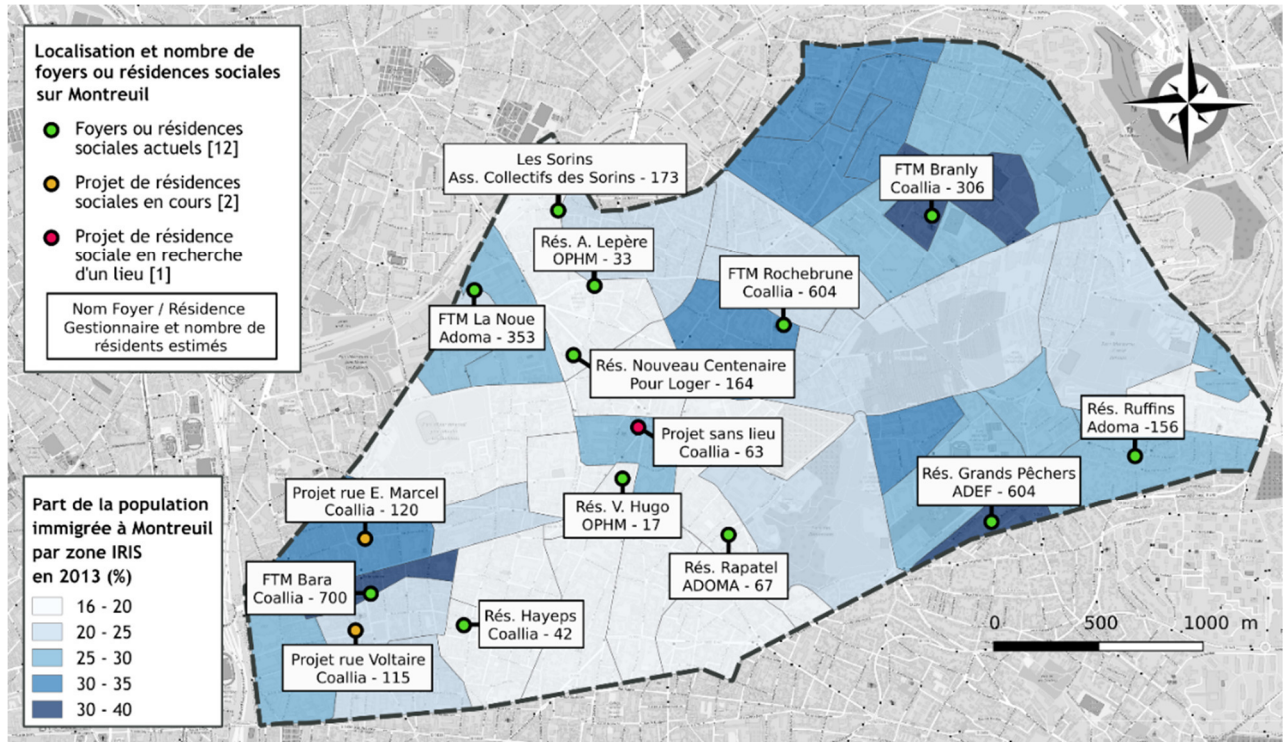 Localisation et nombre de
foyers ou résidences sociales
sur Montreuil
Foyers ou résidences
sociales actuels [12]
Projet de résidences
sociales en cours [2]
Projet de résidence
sociale en recherche
d'un lieu [1]
Nom Foyer / Résidence
Gestionnaire et nombre de
résidents estimés
Les Sorins
Ass. Collectifs des Sorins - 173
FTM Branly
Coallia - 306
Rés. A. Lepère
OPHM - 33
FTM Rochebrune
Coallia - 604
FTM La Noue
Adoma - 353
Rés. Nouveau Centenaire
Pour Loger - 164
Rés. Ruffins
Adoma -156
Projet sans lieu
Coallia - 63
Rés. Grands Pêchers
ADEF - 604
Projet rue E. Marcel
Coallia - 120
Rés. V. Hugo
OPHM - 17
Rés. Rapatel
ADOMA - 67
FTM Bara
Coallia - 700
Rés. Hayeps
Coallia - 42
Projet rue Voltaire
Coallia - 115
Part de la population
immigrée à Montreuil
par zone IRIS
en 2013 (%)
16 - 20
20 - 25
25 - 30
30 - 35
30 - 40
0 500 1000 m